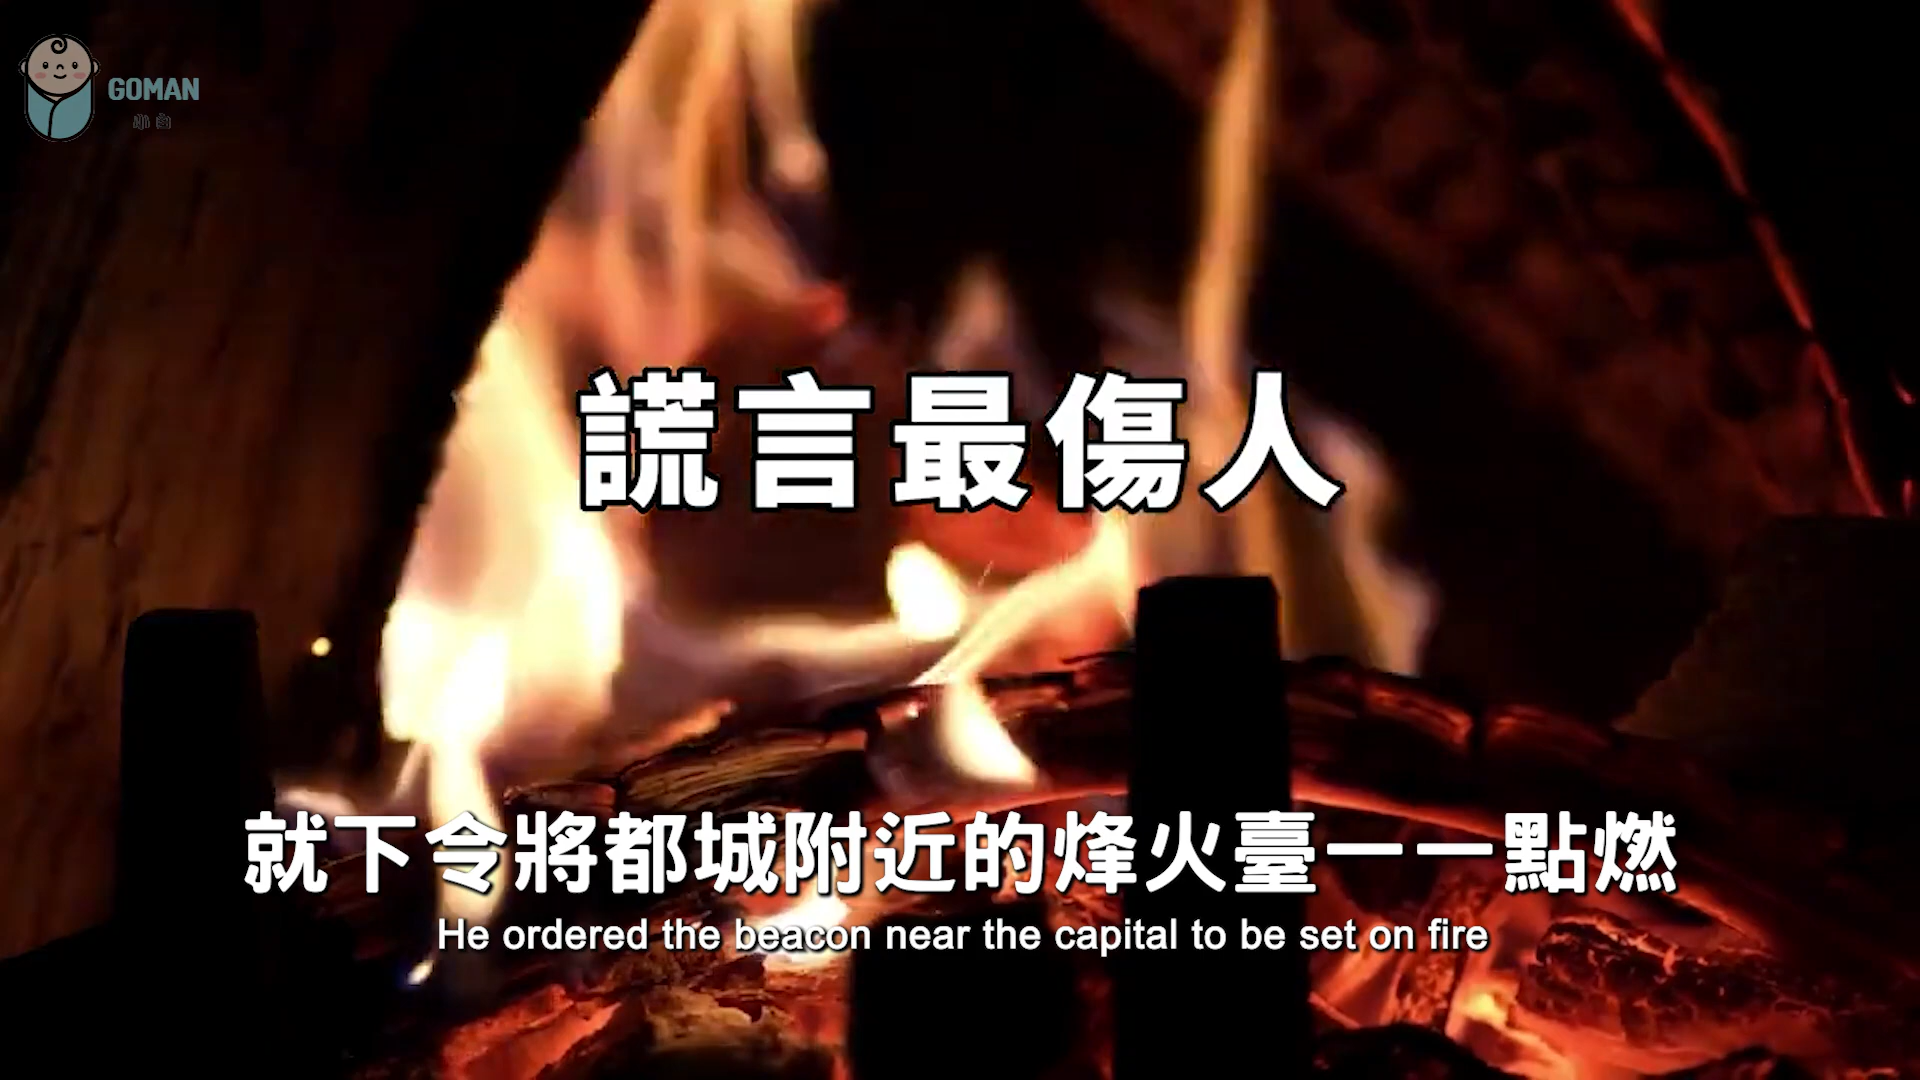 GOMAN
謊言最傷人
就下令將都城附近的烽火臺一一點燃
He ordered the beacon near the capital to be set on fire